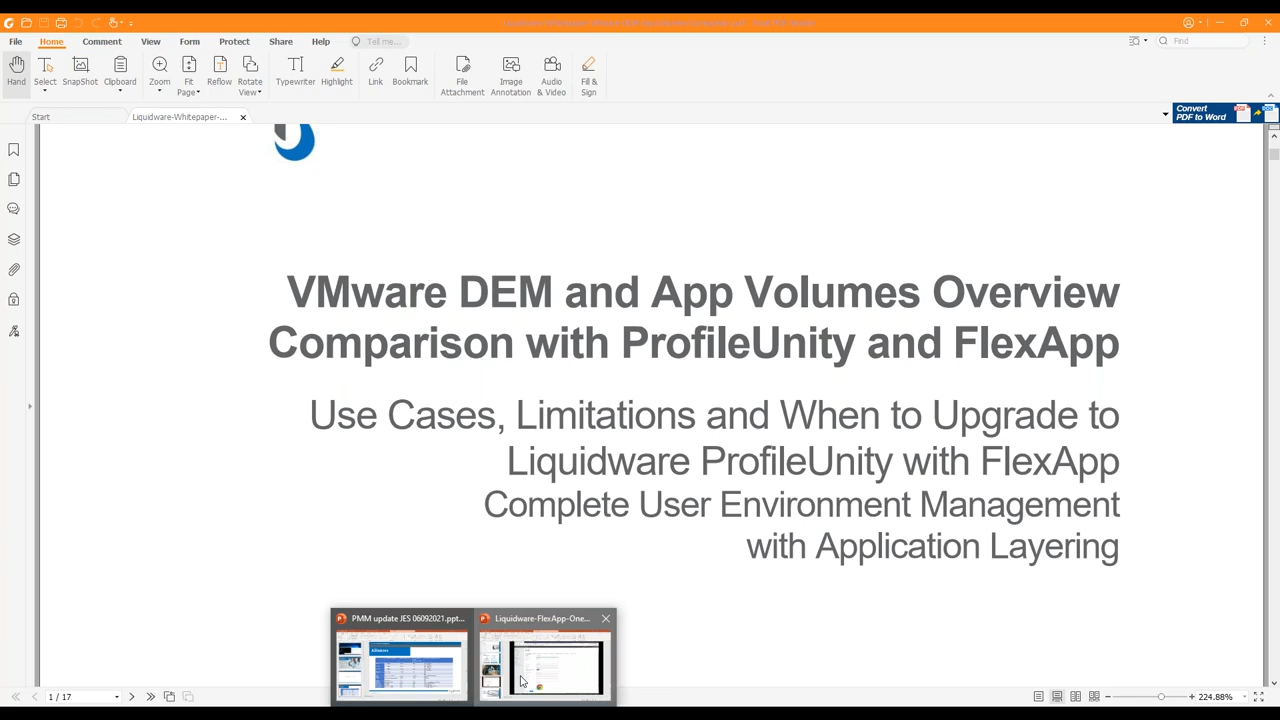 File Home Comment View Form Protect Share Help Tell me... Find
Hand Select SnapShot Clipboard Zoom Fit Page Reflow Rotate View Typewriter Highlight Link Bookmark File Attachment Image Annotation Audio & Video Fill & Sign
Start Liquidware-Whitepaper-...
Convert
PDF to Word
VMware DEM and App Volumes Overview
Comparison with ProfileUnity and FlexApp
Use Cases, Limitations and When to Upgrade to
Liquidware ProfileUnity with FlexApp
Complete User Environment Management
with Application Layering
PMM update JES 06092021.ppt... Liquidware-FlexApp-One...
Alliances
1 / 17 224.88%